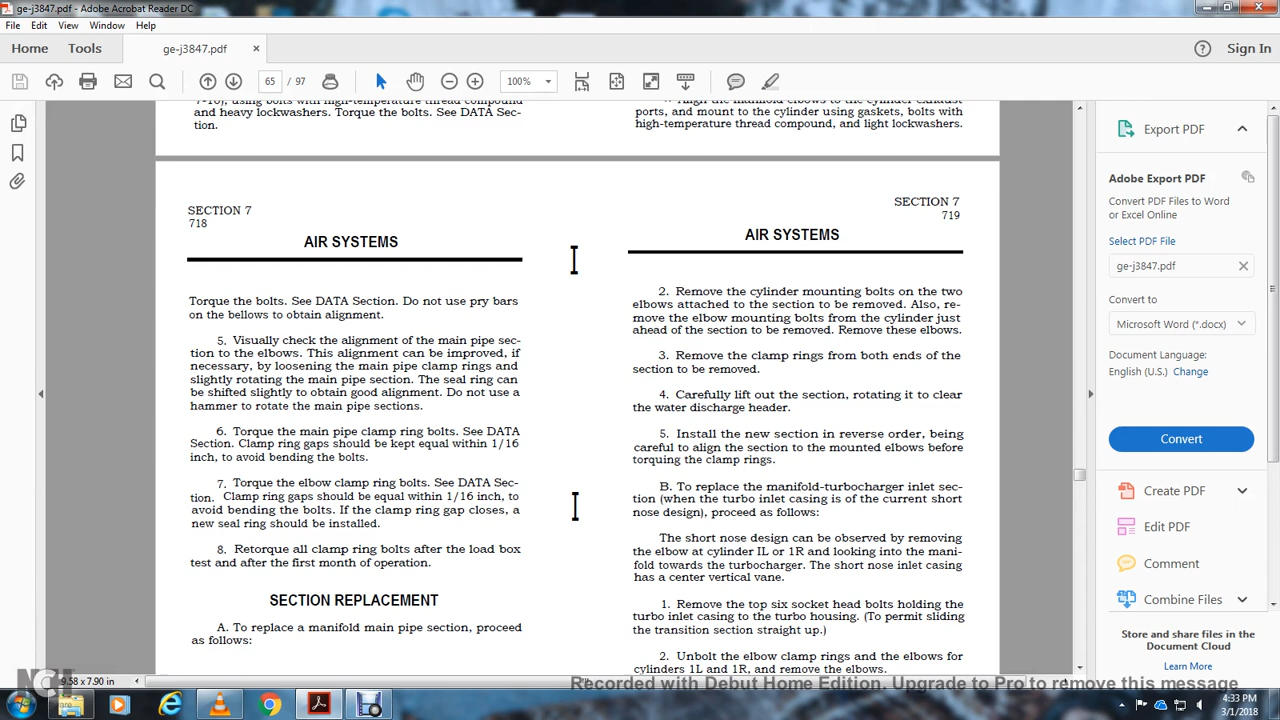 ge-j3847.pdf - Adobe Acrobat Reader DC
File Edit View Window Help
Home Tools ge-j3847.pdf × Sign In
65 / 97 100%
7-10), using bolts with high-temperature thread compound
and heavy lockwashers. Torque the bolts. See DATA Sec-
tion.
Align the manifold elbows to the cylinder exhaust
ports, and mount to the cylinder using gaskets, bolts with
high-temperature thread compound, and light lockwashers.
SECTION 7
718
AIR SYSTEMS
Torque the bolts. See DATA Section. Do not use pry bars
on the bellows to obtain alignment.
5. Visually check the alignment of the main pipe sec-
tion to the elbows. This alignment can be improved, if
necessary, by loosening the main pipe clamp rings and
slightly rotating the main pipe section. The seal ring can
be shifted slightly to obtain good alignment. Do not use a
hammer to rotate the main pipe sections.
6. Torque the main pipe clamp ring bolts. See DATA
Section. Clamp ring gaps should be kept equal within 1/16
inch, to avoid bending the bolts.
7. Torque the elbow clamp ring bolts. See DATA Sec-
tion. Clamp ring gaps should be equal within 1/16 inch, to
avoid bending the bolts. If the clamp ring gap closes, a
new seal ring should be installed.
8. Retorque all clamp ring bolts after the load box
test and after the first month of operation.
SECTION REPLACEMENT
A. To replace a manifold main pipe section, proceed
as follows:
SECTION 7
719
AIR SYSTEMS
2. Remove the cylinder mounting bolts on the two
elbows attached to the section to be removed. Also, re-
move the elbow mounting bolts from the cylinder just
ahead of the section to be removed. Remove these elbows.
3. Remove the clamp rings from both ends of the
section to be removed.
4. Carefully lift out the section, rotating it to clear
the water discharge header.
5. Install the new section in reverse order, being
careful to align the section to the mounted elbows before
torquing the clamp rings.
B. To replace the manifold-turbocharger inlet sec-
tion (when the turbo inlet casing is of the current short
nose design), proceed as follows:
The short nose design can be observed by removing
the elbow at cylinder IL or 1R and looking into the mani-
fold towards the turbocharger. The short nose inlet casing
has a center vertical vane.
1. Remove the top six socket head bolts holding the
turbo inlet casing to the turbo housing. (To permit sliding
the transition section straight up.)
2. Unbolt the elbow clamp rings and the elbows for
cylinders 1L and 1R, and remove the elbows.
Export PDF
Adobe Export PDF
Convert PDF Files to Word
or Excel Online
Select PDF File
ge-j3847.pdf
Convert to
Microsoft Word (*.docx)
Document Language:
English (U.S.) Change
Convert
Create PDF
Edit PDF
Comment
Combine Files
Store and share files in the
Document Cloud
Learn More
9.58 x 7.90 in
NCH
ware
Recorded with Debut Home Edition. Upgrade to Pro to remove this message
4:33 PM
3/1/2018